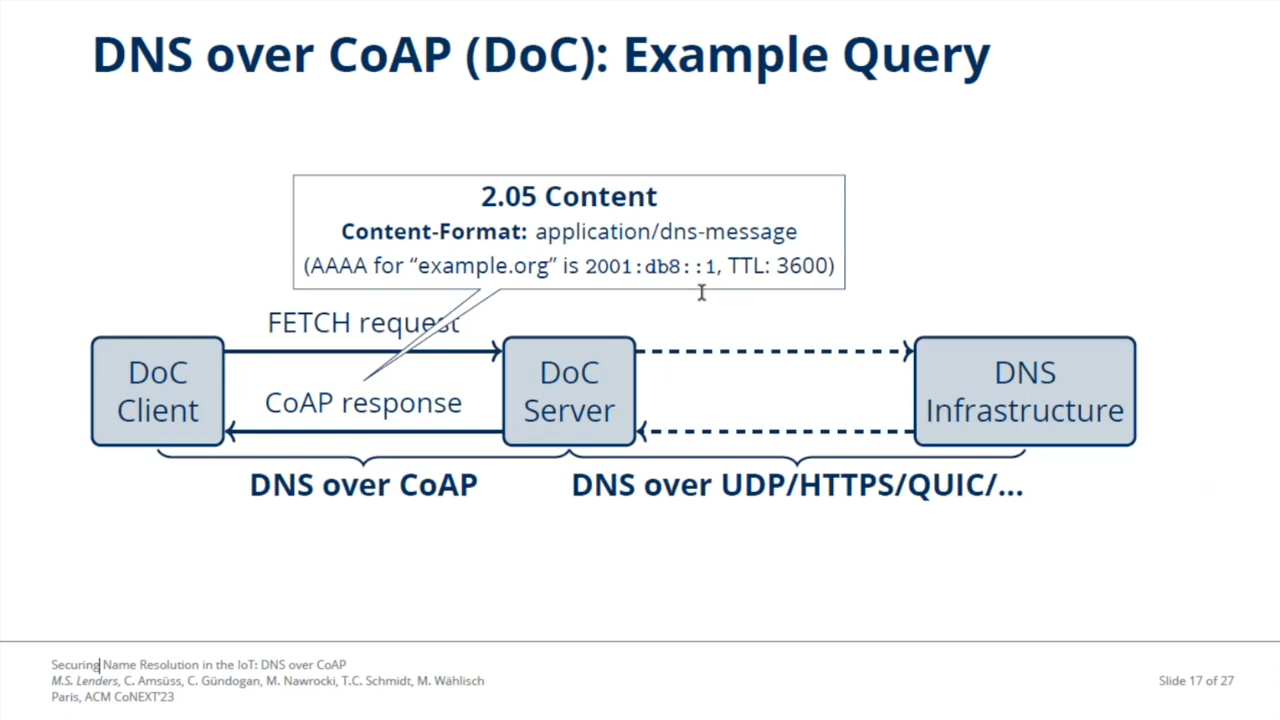 DNS over CoAP (DoC): Example Query
2.05 Content
Content-Format: application/dns-message
(AAAA for “example.org” is 2001:db8::1, TTL: 3600)
FETCH request
DoC
Client
CoAP response
DoC
Server
DNS
Infrastructure
DNS over CoAP
DNS over UDP/HTTPS/QUIC/...
Securing Name Resolution in the IoT: DNS over CoAP
M.S. Lenders, C. Amsüss, C. Gündogan, M. Nawrocki, T.C. Schmidt, M. Wählisch
Paris, ACM CoNEXT'23
Slide 17 of 27